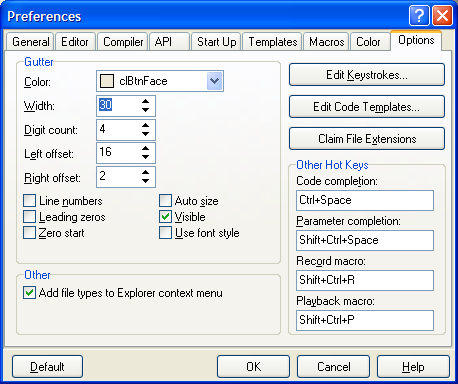 Preferences
General Editor Compiler API Start Up Templates Macros Color Options
Gutter
Color: clBtnFace
Width: 30
Digit count: 4
Left offset: 16
Right offset: 2
Line numbers Auto size
Leading zeros Visible
Zero start Use font style
Other
Add file types to Explorer context menu
Edit Keystrokes...
Edit Code Templates...
Claim File Extensions
Other Hot Keys
Code completion:
Ctrl+Space
Parameter completion:
Shift+Ctrl+Space
Record macro:
Shift+Ctrl+R
Playback macro:
Shift+Ctrl+P
Default OK Cancel Help